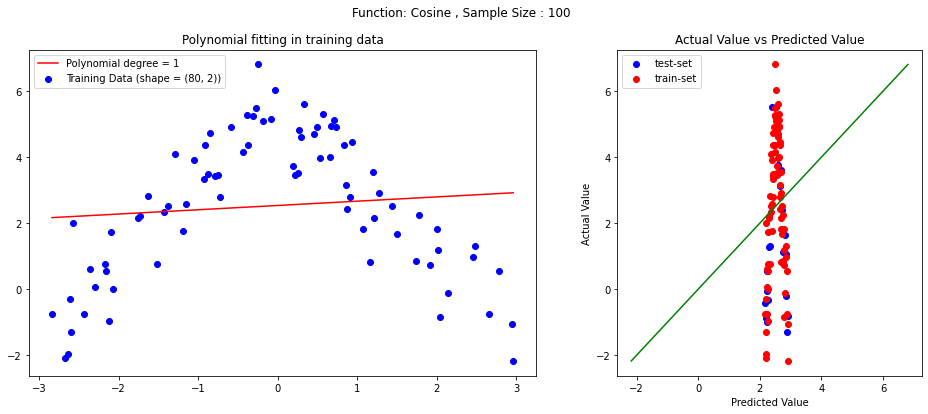 Function: Cosine , Sample Size : 100
Polynomial fitting in training data
Polynomial degree = 1
Training Data (shape = (80, 2))
6
4
2
0
−2
−3
−2
−1
0
1
2
3
Actual Value vs Predicted Value
test-set
train-set
Actual Value
6
4
2
0
−2
−2
0
2
4
6
Predicted Value